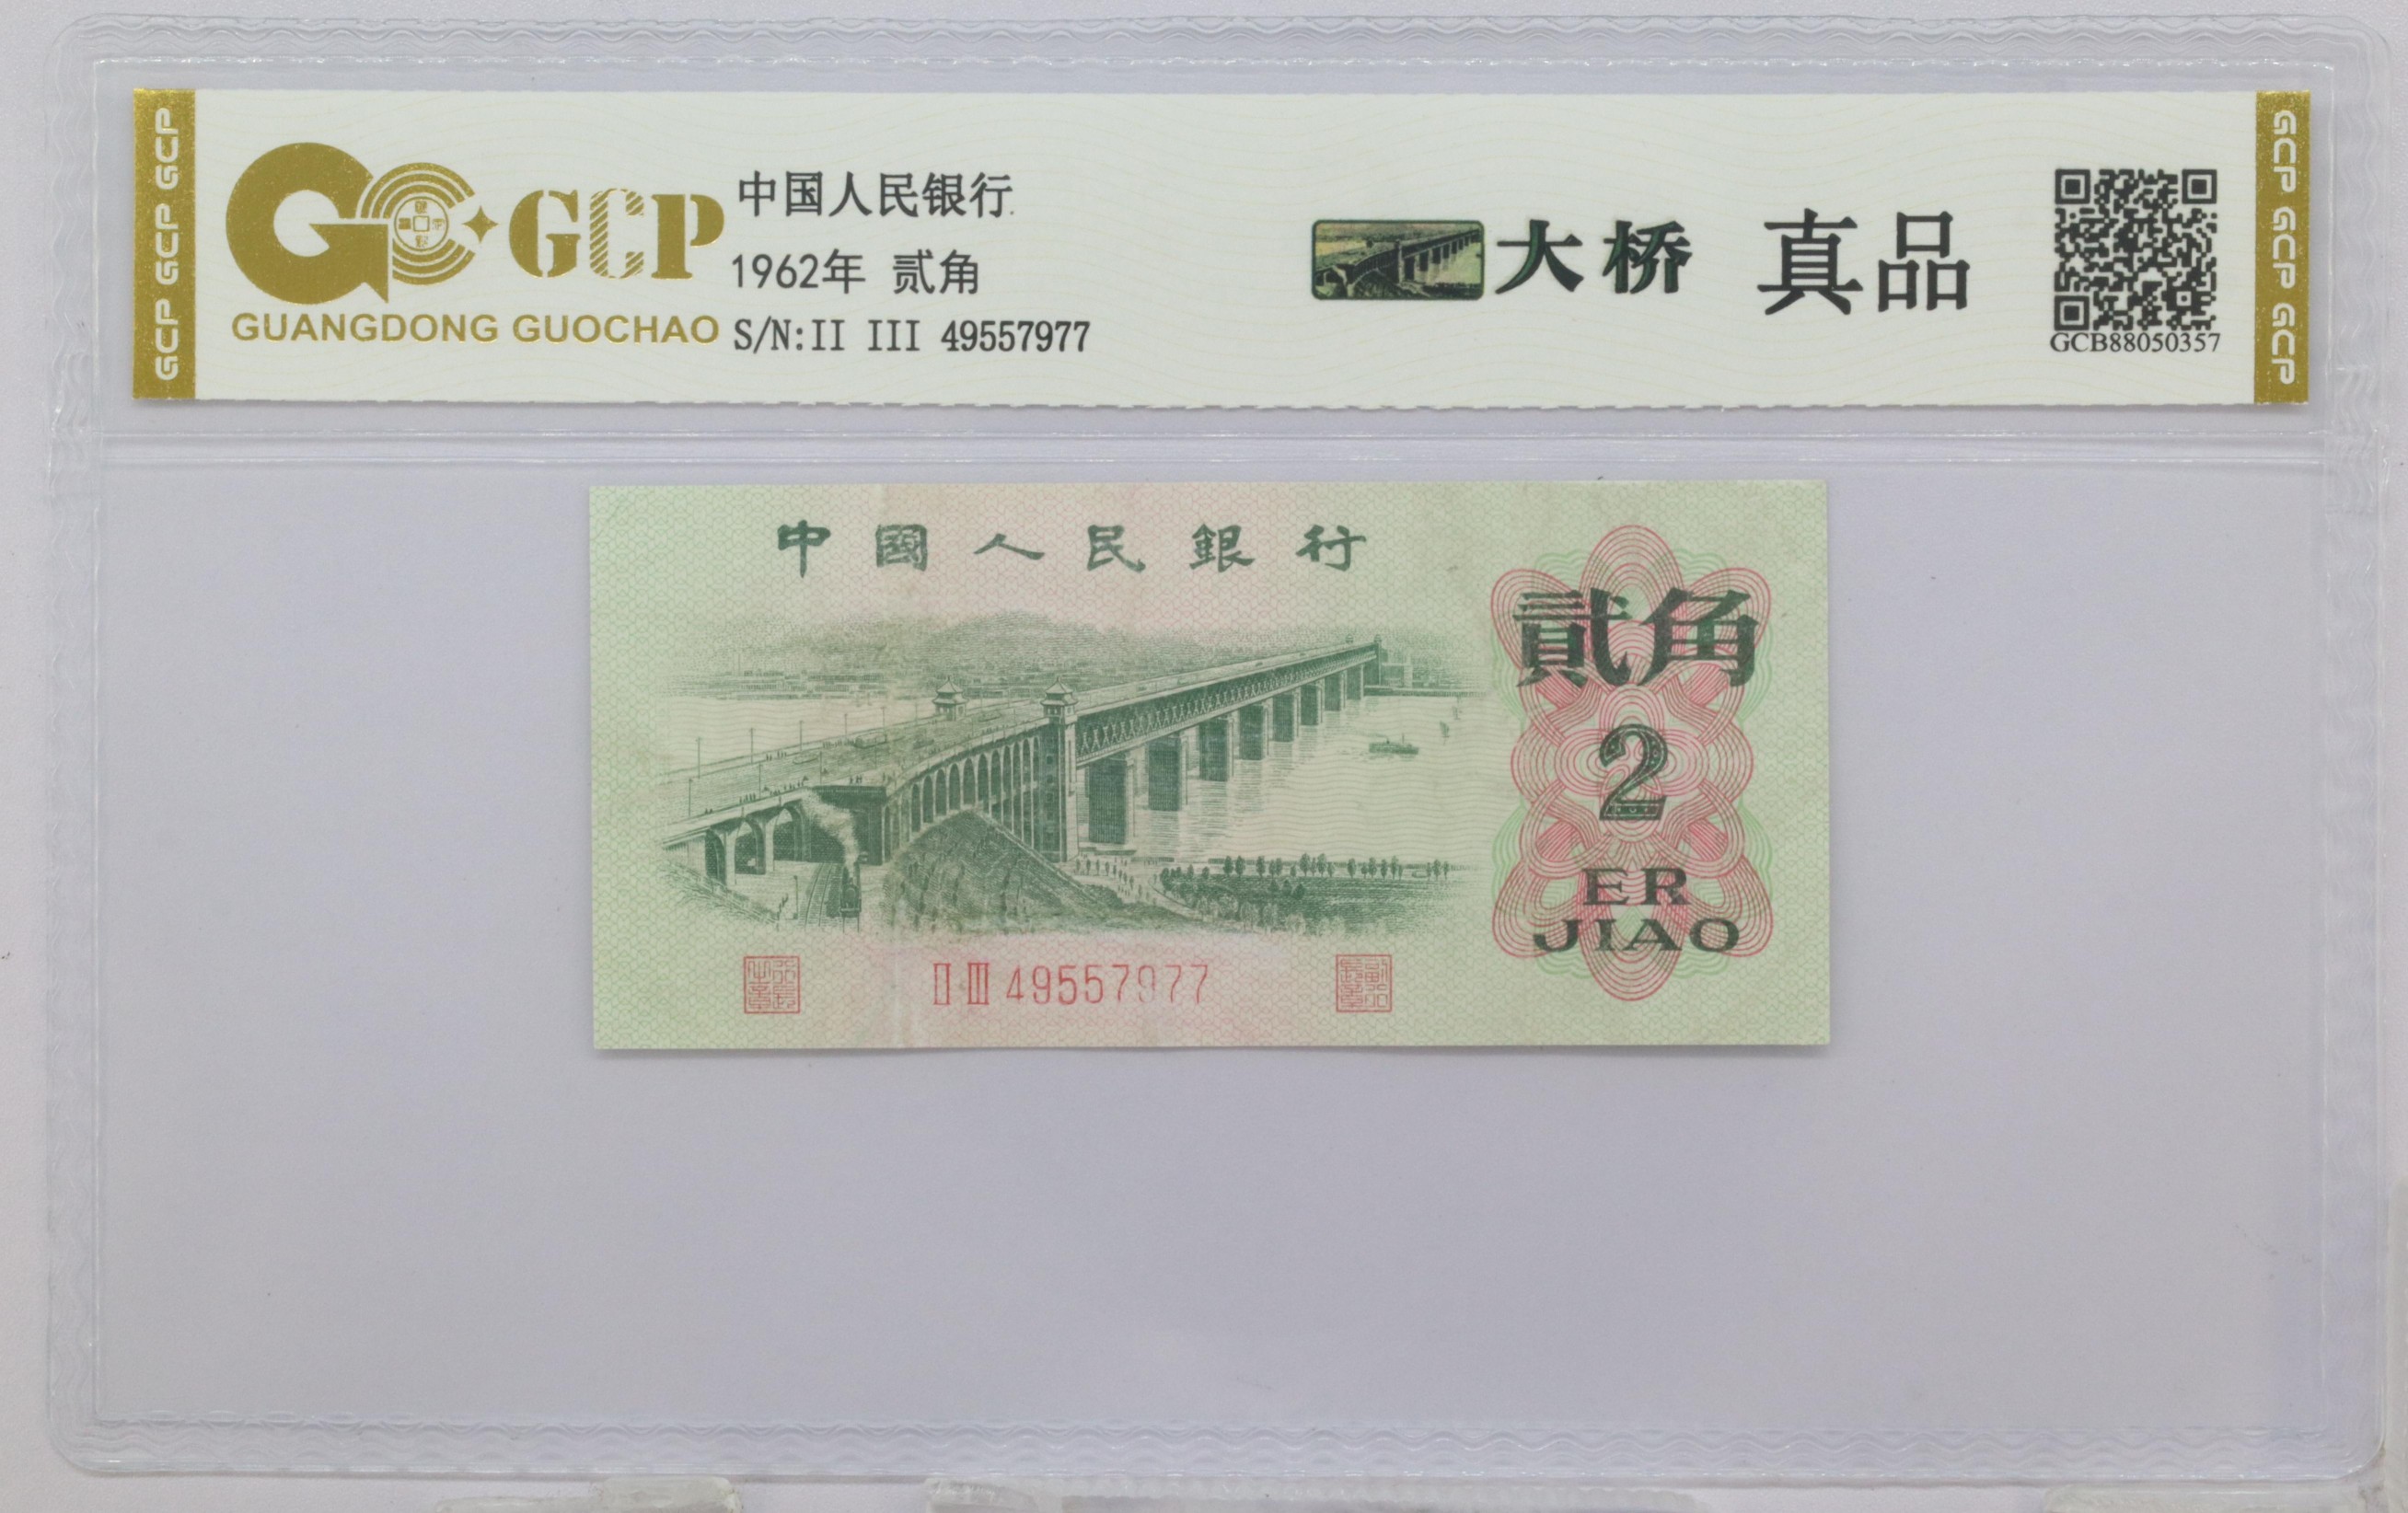 GCP GCP GCP
GCP
GUANGDONG GUOCHAO
中国人民银行
1962年 贰角
S/N:II III 49557977
大桥 真品
GCB88050357
GCP GCP GCP
中國人民銀行
貳角
2
ER
JIAO
II III 49557977